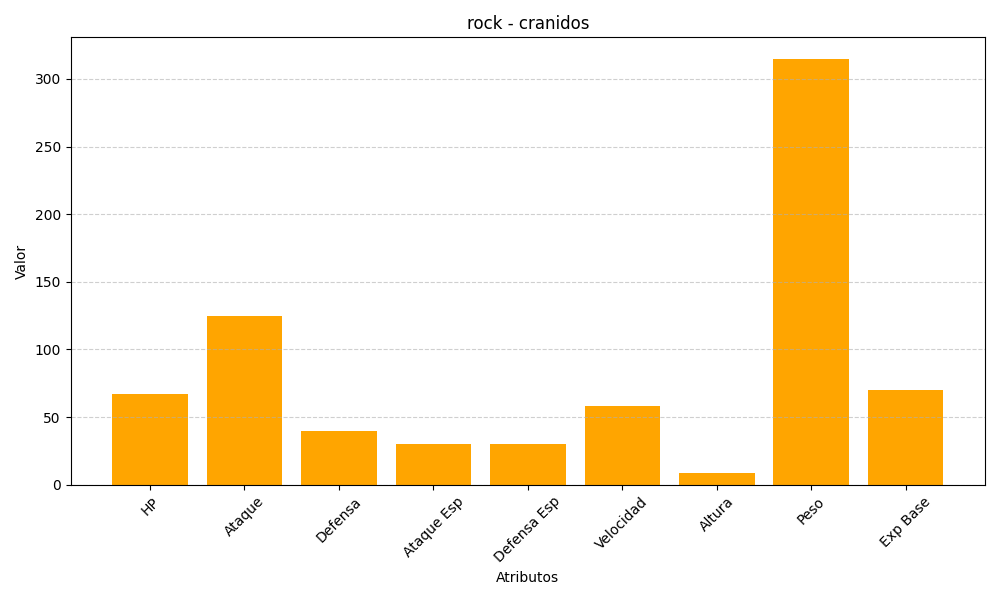 rock - cranidos
Valor
300
250
200
150
100
50
0
HP
Ataque
Defensa
Ataque Esp
Defensa Esp
Velocidad
Altura
Peso
Exp Base
Atributos